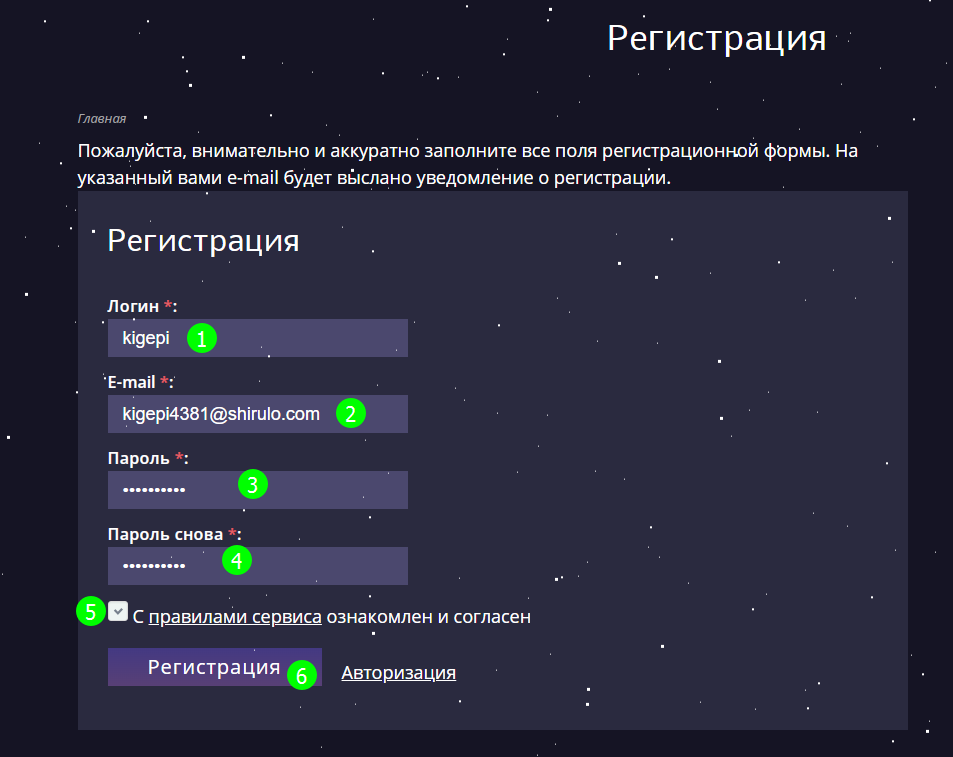 Регистрация
Главная
Пожалуйста, внимательно и аккуратно заполните все поля регистрационной формы. На
указанный вами e-mail будет выслано уведомление о регистрации.
Регистрация
Логин *:
kigepi 1
E-mail *:
kigepi4381@shirulo.com 2
Пароль *:
•••••••••• 3
Пароль снова *:
•••••••••• 4
5 С правилами сервиса ознакомлен и согласен
Регистрация 6 Авторизация